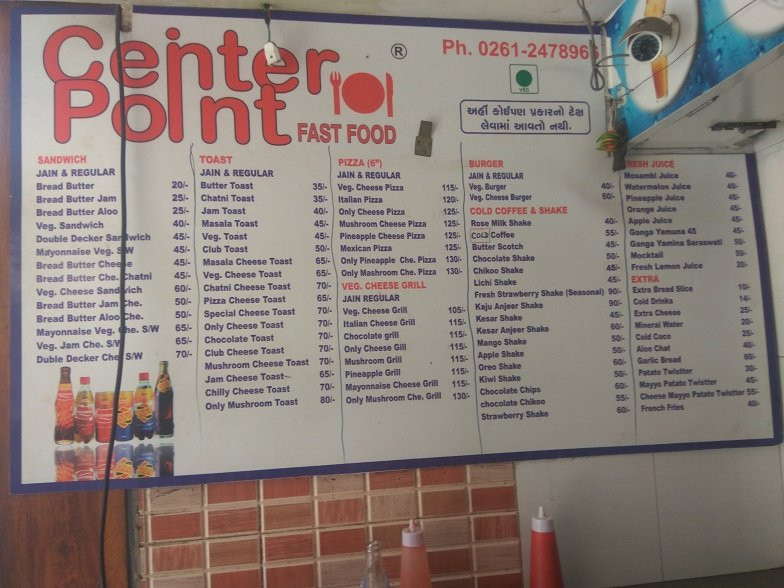 Center Point
FAST FOOD
®
Ph. 0261-247896
VEG
અહીં કોઈપણ પ્રકારનો ટેક્ષ
લેવામાં આવતો નથી.
SANDWICH
JAIN & REGULAR
Bread Butter 20/-
Bread Butter Jam 25/-
Bread Butter Aloo 25/-
Veg. Sandwich 40/-
Double Decker Sandwich 45/-
Mayonnaise Veg. S/W 45/-
Bread Butter Cheese 45/-
Bread Butter Che. Chatni 45/-
Veg. Cheese Sandwich 60/-
Bread Butter Jam Che. 50/-
Bread Butter Aloo Che. 50/-
Mayonnaise Veg. Che. S/W 65/-
Veg. Jam Che. S/W 65/-
Duble Decker Che. S/W 70/-
TOAST
JAIN & REGULAR
Butter Toast 35/-
Chatni Toast 35/-
Jam Toast 40/-
Masala Toast 45/-
Veg. Toast 45/-
Club Toast 50/-
Masala Cheese Toast 65/-
Veg. Cheese Toast 65/-
Chatni Cheese Toast 70/-
Pizza Cheese Toast 65/-
Special Cheese Toast 70/-
Only Cheese Toast 70/-
Chocolate Toast 70/-
Club Cheese Toast 70/-
Mushroom Cheese Toast 70/-
Jam Cheese Toast 65/-
Chilly Cheese Toast 70/-
Only Mushroom Toast 80/-
PIZZA (6")
JAIN & REGULAR
Veg. Cheese Pizza 115/-
Italian Pizza 120/-
Only Cheese Pizza 125/-
Mushroom Cheese Pizza 125/-
Pineapple Cheese Pizza 125/-
Mexican Pizza 125/-
Only Pineapple Che. Pizza 130/-
Only Mashroom Che. Pizza 130/-
VEG. CHEESE GRILL
JAIN REGULAR
Veg. Cheese Grill 105/-
Italian Cheese Grill 115/-
Chocolate grill 115/-
Only Cheese Gill 115/-
Mushroom Grill 115/-
Pineapple Grill 115/-
Mayonnaise Cheese Grill 115/-
Only Mushroom Che. Grill 130/-
BURGER
JAIN & REGULAR
Veg. Burger 40/-
Veg. Cheese Burger 60/-
COLD COFFEE & SHAKE
Rose Milk Shake 40/-
Cold Coffee 55/-
Butter Scotch 45/-
Chocolate Shake 50/-
Chikoo Shake 45/-
Lichi Shake 45/-
Fresh Strawberry Shake (Seasonal) 90/-
Kaju Anjeer Shake 90/-
Kesar Shake 45/-
Kesar Anjeer Shake 60/-
Mango Shake 50/-
Apple Shake 55/-
Oreo Shake 60/-
Kiwi Shake 50/-
Chocolate Chips 60/-
chocolate Chikoo 55/-
Strawberry Shake 60/-
RESH JUICE
Mosambi Juice 40/-
Watermelon Juice 40/-
Pineapple Juice 45/-
Orange Juice 40/-
Apple Juice 45/-
Ganga Yamuna 45 45/-
Ganga Yamina Saraswati 50/-
Mocktail 50/-
Fresh Lemon Juice 20/-
EXTRA
Extra Bread Slice 10/-
Cold Drinks 14/-
Extra Cheese 25/-
Mineral Water 20/-
Cold Coco 25/-
Aloo Chat 40/-
Garlic Bread 60/-
Patato Twistter 30/-
Mayyo Patato Twistter 45/-
Cheese Mayyo Patato Twistter 55/-
French Fries 40/-